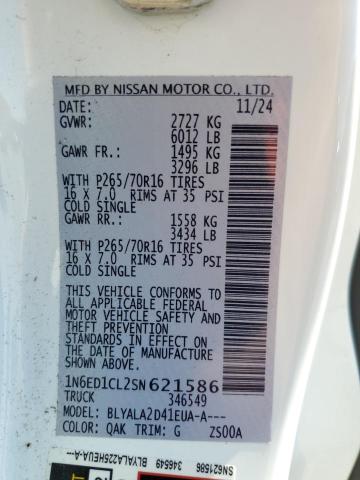 MFD BY NISSAN MOTOR CO., LTD.
DATE: 11/24
GVWR: 2727 KG
6012 LB
GAWR FR.: 1495 KG
3296 LB
WITH P265/70R16 TIRES
16 X 7.0 RIMS AT 35 PSI
COLD SINGLE
GAWR RR.: 1558 KG
3434 LB
WITH P265/70R16 TIRES
16 X 7.0 RIMS AT 35 PSI
COLD SINGLE
THIS VEHICLE CONFORMS TO
ALL APPLICABLE FEDERAL
MOTOR VEHICLE SAFETY
STANDARDS IN EFFECT ON
THE DATE OF MANUFACTURE
SHOWN ABOVE.
1N6ED1CL2SN621586
TRUCK 346549
MODEL: BLYALA2D41EUA-A---
COLOR: QAK TRIM: G ZS00A
SN621586 346549 BLYALA25HEUA-A---